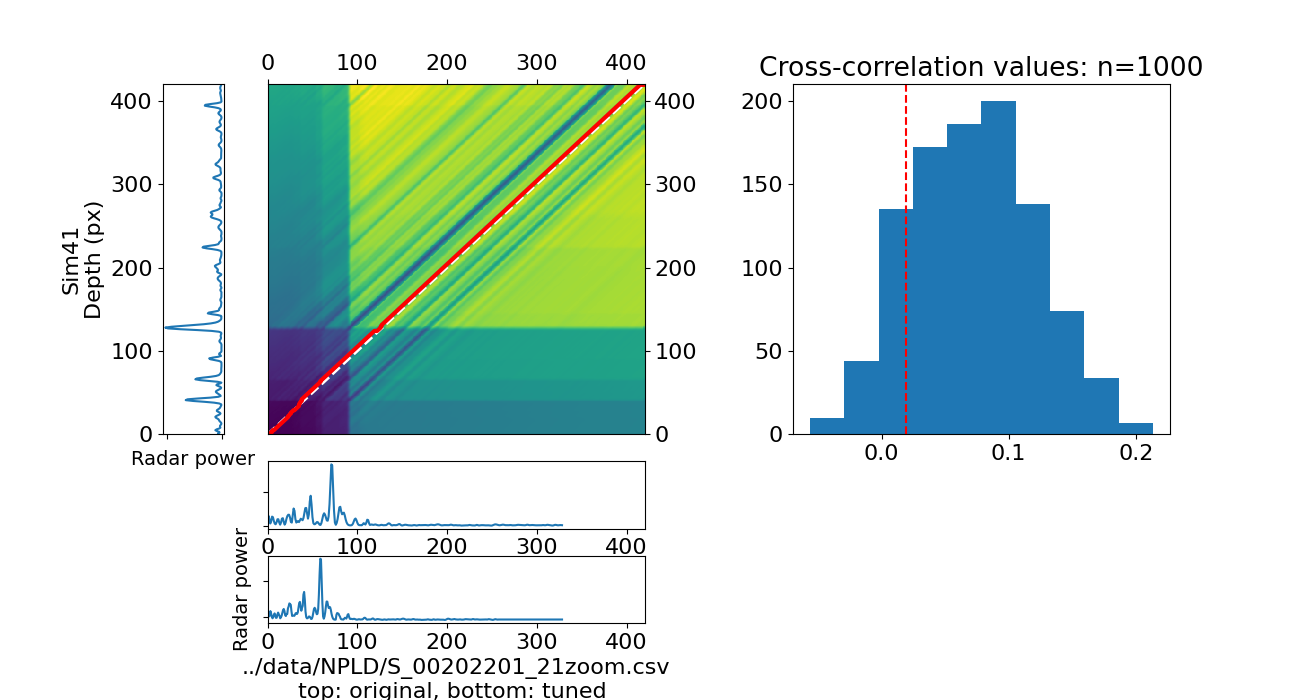 0 100 200 300 400
Cross-correlation values: n=1000
400
300
200
100
0
Sim41
Depth (px)
Radar power
400
300
200
100
0
200
150
100
50
0
0.0 0.1 0.2
0 100 200 300 400
Radar power
0 100 200 300 400
../data/NPLD/S_00202201_21zoom.csv
top: original, bottom: tuned